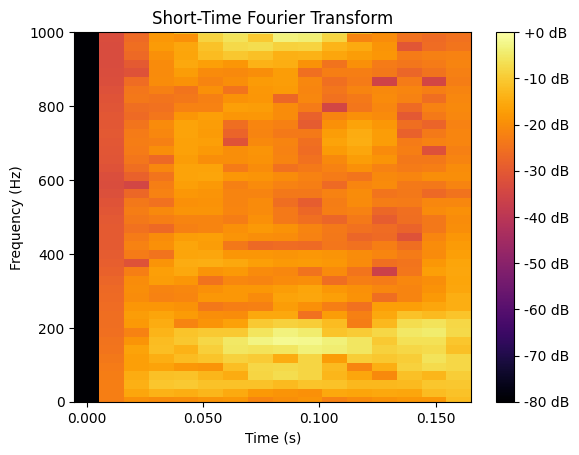 Short-Time Fourier Transform
1000
800
600
400
200
0
Frequency (Hz)
0.000
0.050
0.100
0.150
Time (s)
+0 dB
-10 dB
-20 dB
-30 dB
-40 dB
-50 dB
-60 dB
-70 dB
-80 dB